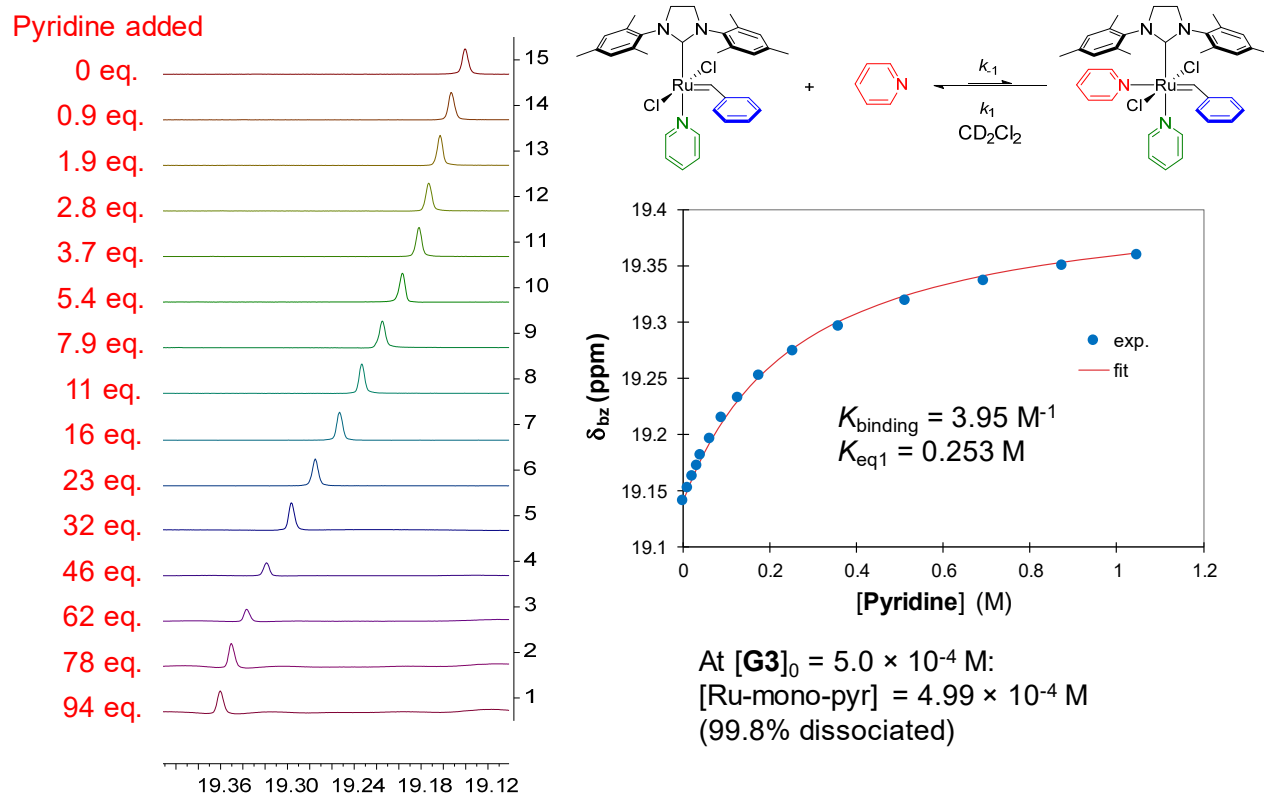 Pyridine added
0 eq.
0.9 eq.
1.9 eq.
2.8 eq.
3.7 eq.
5.4 eq.
7.9 eq.
11 eq.
16 eq.
23 eq.
32 eq.
46 eq.
62 eq.
78 eq.
94 eq.
15
14
13
12
11
10
9
8
7
6
5
4
3
2
1
19.36 19.30 19.24 19.18 19.12
N N
Cl
Ru
Cl
N
+
N
k-1
k1
CD2Cl2
N N
N
Cl
Ru
Cl
N
19.4
19.35
19.3
19.25
19.2
19.15
19.1
δbz (ppm)
exp.
fit
Kbinding = 3.95 M-1
Keq1 = 0.253 M
0 0.2 0.4 0.6 0.8 1 1.2
[Pyridine] (M)
At [G3]0 = 5.0 × 10-4 M:
[Ru-mono-pyr] = 4.99 × 10-4 M
(99.8% dissociated)